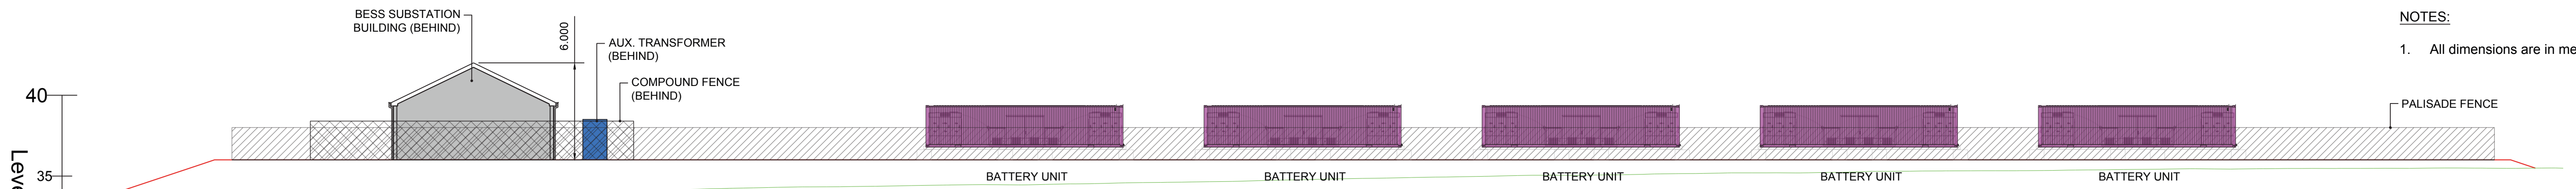 BESS SUBSTATION
BUILDING (BEHIND)
6.000
AUX. TRANSFORMER
(BEHIND)
COMPOUND FENCE
(BEHIND)
NOTES:
1. All dimensions are in me
40
PALISADE FENCE
Leve
35
BATTERY UNIT
BATTERY UNIT
BATTERY UNIT
BATTERY UNIT
BATTERY UNIT